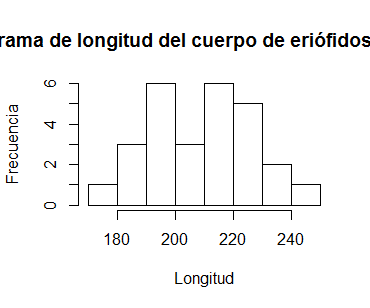 rama de longitud del cuerpo de eriófidos
Frecuencia
6
4
2
0
180 200 220 240
Longitud